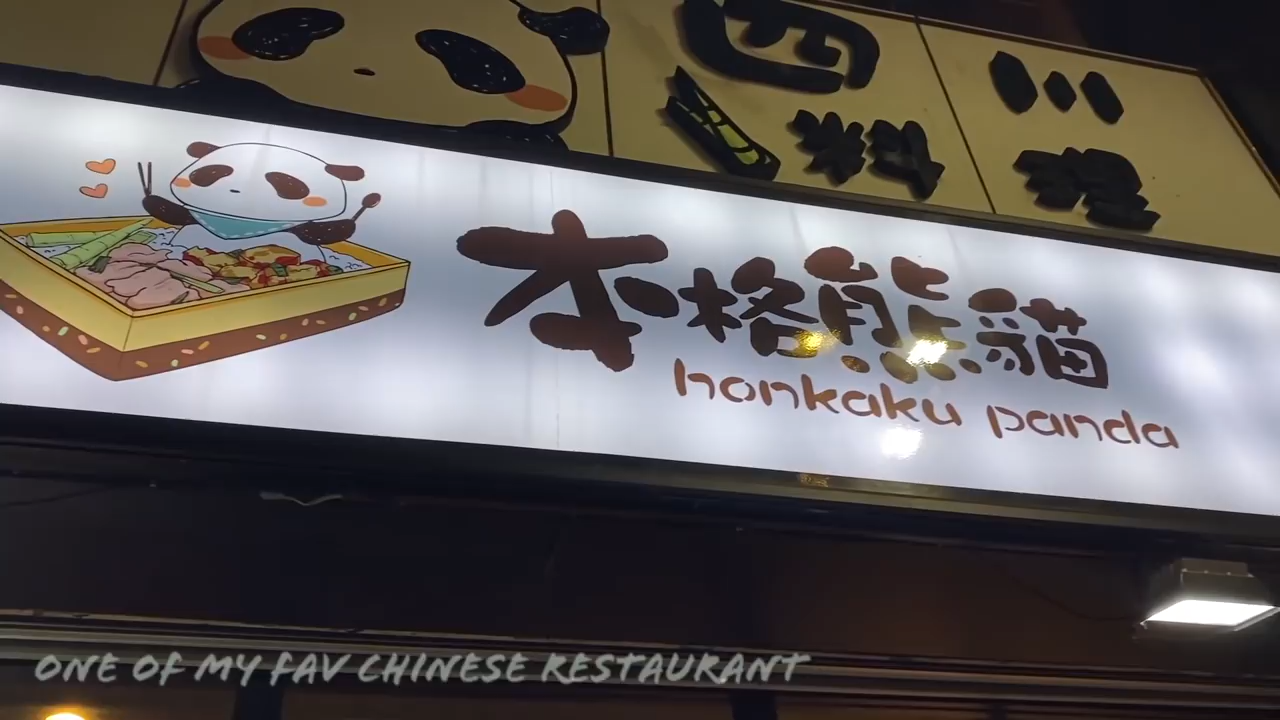 四川
料理
本格熊貓
honkaku panda
ONE OF MY FAV CHINESE RESTAURANT